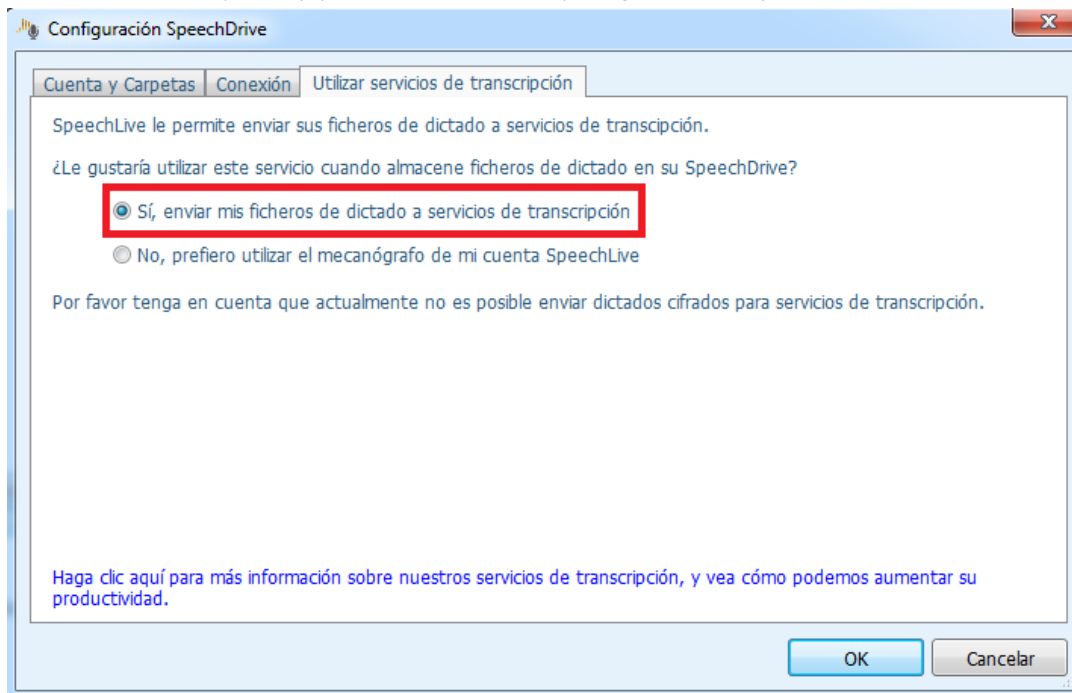 Configuración SpeechDrive
Cuenta y Carpetas Conexión Utilizar servicios de transcripción
SpeechLive le permite enviar sus ficheros de dictado a servicios de transcipción.
¿Le gustaría utilizar este servicio cuando almacene ficheros de dictado en su SpeechDrive?
Sí, enviar mis ficheros de dictado a servicios de transcripción
No, prefiero utilizar el mecanógrafo de mi cuenta SpeechLive
Por favor tenga en cuenta que actualmente no es posible enviar dictados cifrados para servicios de transcripción.
Haga clic aquí para más información sobre nuestros servicios de transcripción, y vea cómo podemos aumentar su
productividad.
OK Cancelar